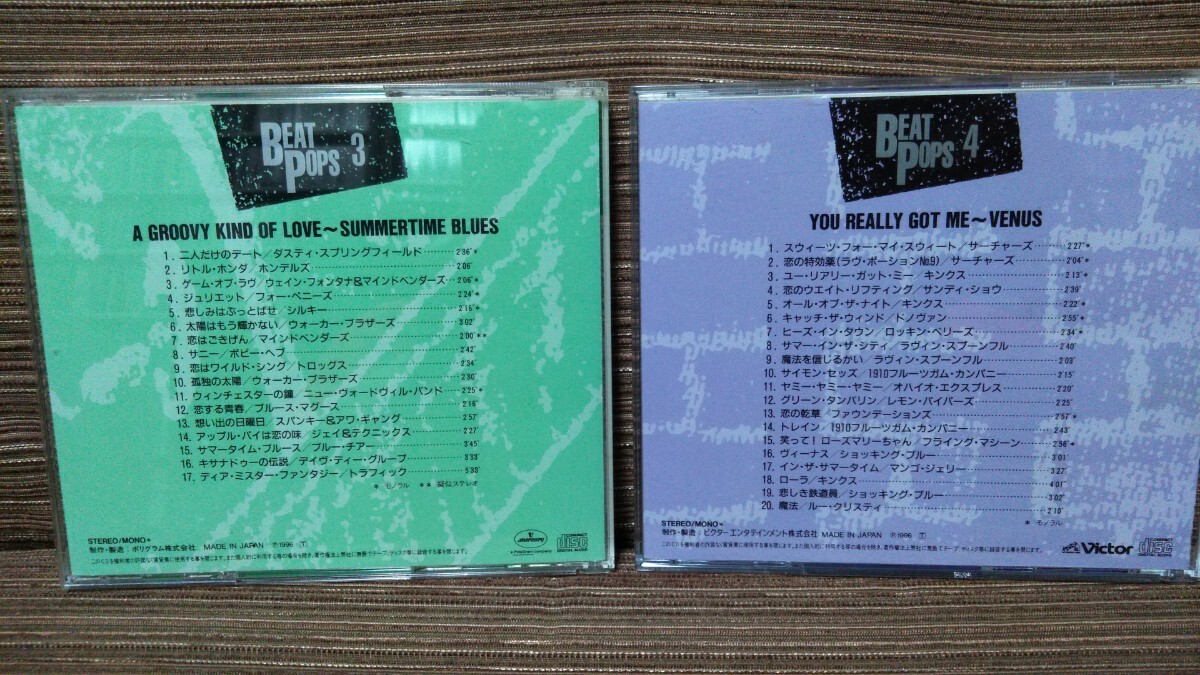 BEAT
POPS 3
A GROOVY KIND OF LOVE〜SUMMERTIME BLUES
1. 二人だけのデート/ダスティ・スプリングフィールド 2'36"*
2. リトル・ホンダ/ホンデルズ 2'06"
3. ゲーム・オブ・ラヴ/ウェイン・フォンタナ&マインドベンダーズ 2'06"*
4. ジュリエット/フォー・ペニーズ 2'24"*
5. 悲しみはぶっとばせ/シルキー 2'16"*
6. 太陽はもう輝かない/ウォーカー・ブラザーズ 3'02"
7. 恋はごきげん/マインドベンダーズ 2'00"**
8. サニー/ボビー・ヘブ 2'42"
9. 恋はワイルド・シング/トロッグス 2'34"
10. 孤独の太陽/ウォーカー・ブラザーズ 2'30"
11. ウィンチェスターの鐘/ニュー・ヴォードヴィル・バンド 2'25"*
12. 恋する青春/ブルース・マグース 2'16"
13. 想い出の日曜日/スパンキー&アワ・ギャング 2'57"
14. アップル・パイは恋の味/ジェイ&テクニックス 2'27"
15. サマータイム・ブルース/ブルー・チアー 3'45"
16. キサナドゥーの伝説/デイヴ・ディー・グループ 3'33"
17. ディア・ミスター・ファンタジー/トラフィック 5'38"
* モノラル ** 疑似ステレオ
STEREO/MONO*
制作・製造:ポリグラム株式会社 MADE IN JAPAN Ⓟ1996 T
mercury
COMPACT
disc
DIGITAL AUDIO
BEAT
POPS 4
YOU REALLY GOT ME〜VENUS
1. スウィーツ・フォー・マイ・スウィート/サーチャーズ 2'27"*
2. 恋の特効薬(ラヴ・ポーションNo.9)/サーチャーズ 2'04"*
3. ユー・リアリー・ガット・ミー/キンクス 2'13"*
4. 恋のウエイト・リフティング/サンディ・ショウ 2'39"
5. オール・オブ・ザ・ナイト/キンクス 2'22"*
6. キャッチ・ザ・ウィンド/ドノヴァン 2'55"*
7. ヒーズ・イン・タウン/ロッキン・ベリーズ 2'34"*
8. サマー・イン・ザ・シティ/ラヴィン・スプーンフル 2'40"
9. 魔法を信じるかい/ラヴィン・スプーンフル 2'03"
10. サイモン・セッズ/1910フルーツガム・カンパニー 2'15"
11. ヤミー・ヤミー・ヤミー/オハイオ・エクスプレス 2'20"
12. グリーン・タンバリン/レモン・パイパーズ 2'25"
13. 恋の乾草/ファウンデーションズ 2'57"*
14. トレイン/1910フルーツガム・カンパニー 2'43"
15. 笑って!ローズマリーちゃん/フライング・マシーン 2'38"*
16. ヴィーナス/ショッキング・ブルー 3'01"
17. イン・ザ・サマータイム/マンゴ・ジェリー 3'27"
18. ローラ/キンクス 4'01"
19. 悲しき鉄道員/ショッキング・ブルー 3'02"
20. 魔法/ルー・クリスティ 2'10"
* モノラル
STEREO/MONO*
制作・製造:ビクターエンタテインメント株式会社 MADE IN JAPAN Ⓟ1996 T
Victor
COMPACT
disc
DIGITAL AUDIO